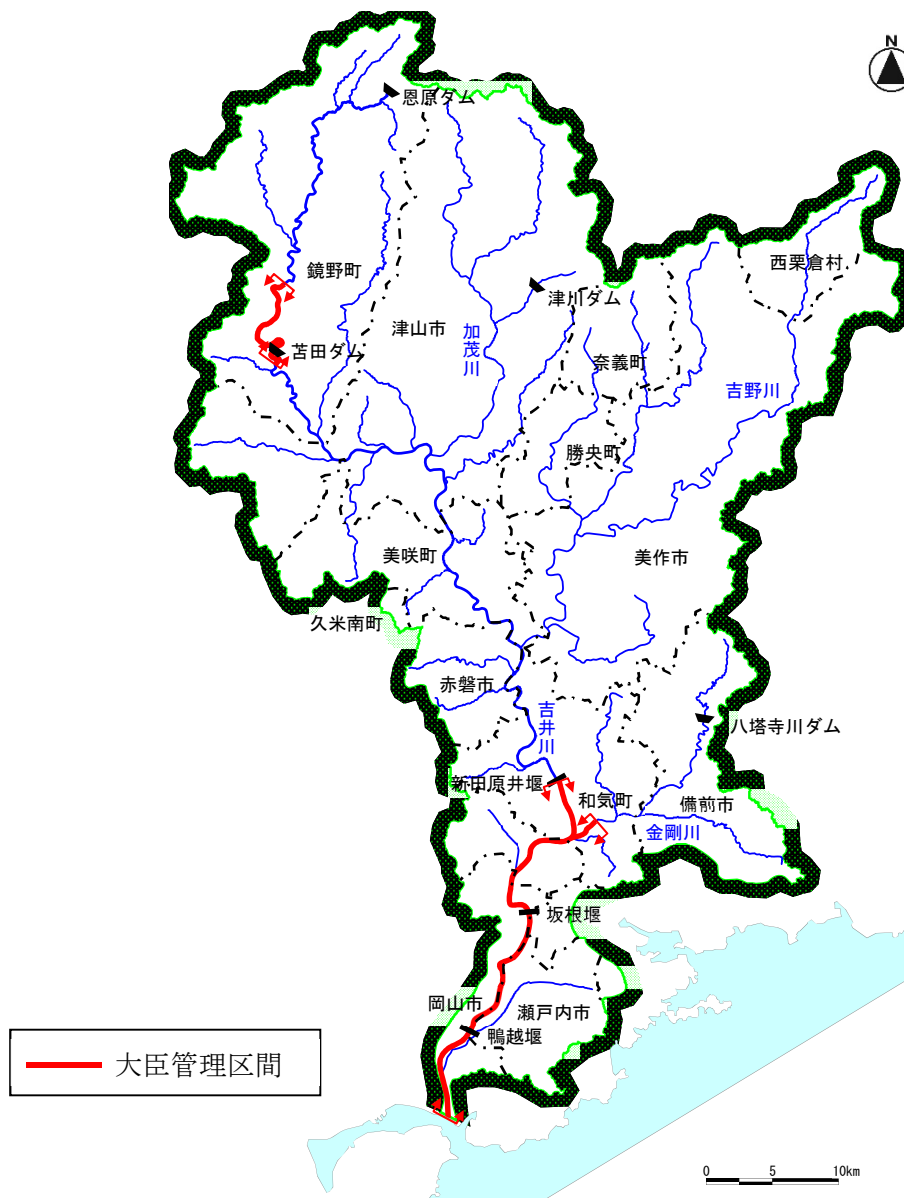 N
恩原ダム
西栗倉村
鏡野町
津川ダム
津山市
加茂川
苫田ダム
奈義町
吉野川
勝央町
美咲町
美作市
久米南町
赤磐市
吉井川
八塔寺川ダム
新田原井堰
和気町
備前市
金剛川
坂根堰
岡山市
瀬戸内市
鴨越堰
大臣管理区間
0 5 10km